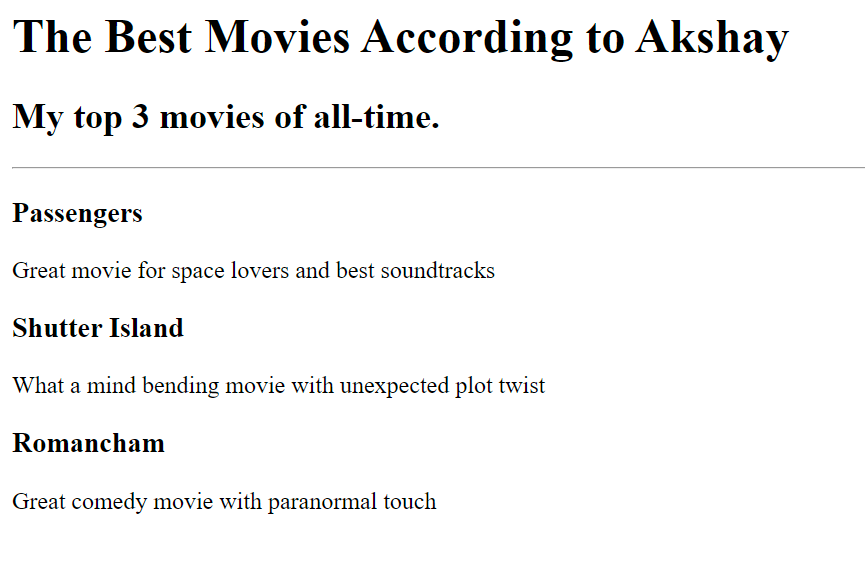 The Best Movies According to Akshay
My top 3 movies of all-time.
Passengers
Great movie for space lovers and best soundtracks
Shutter Island
What a mind bending movie with unexpected plot twist
Romancham
Great comedy movie with paranormal touch